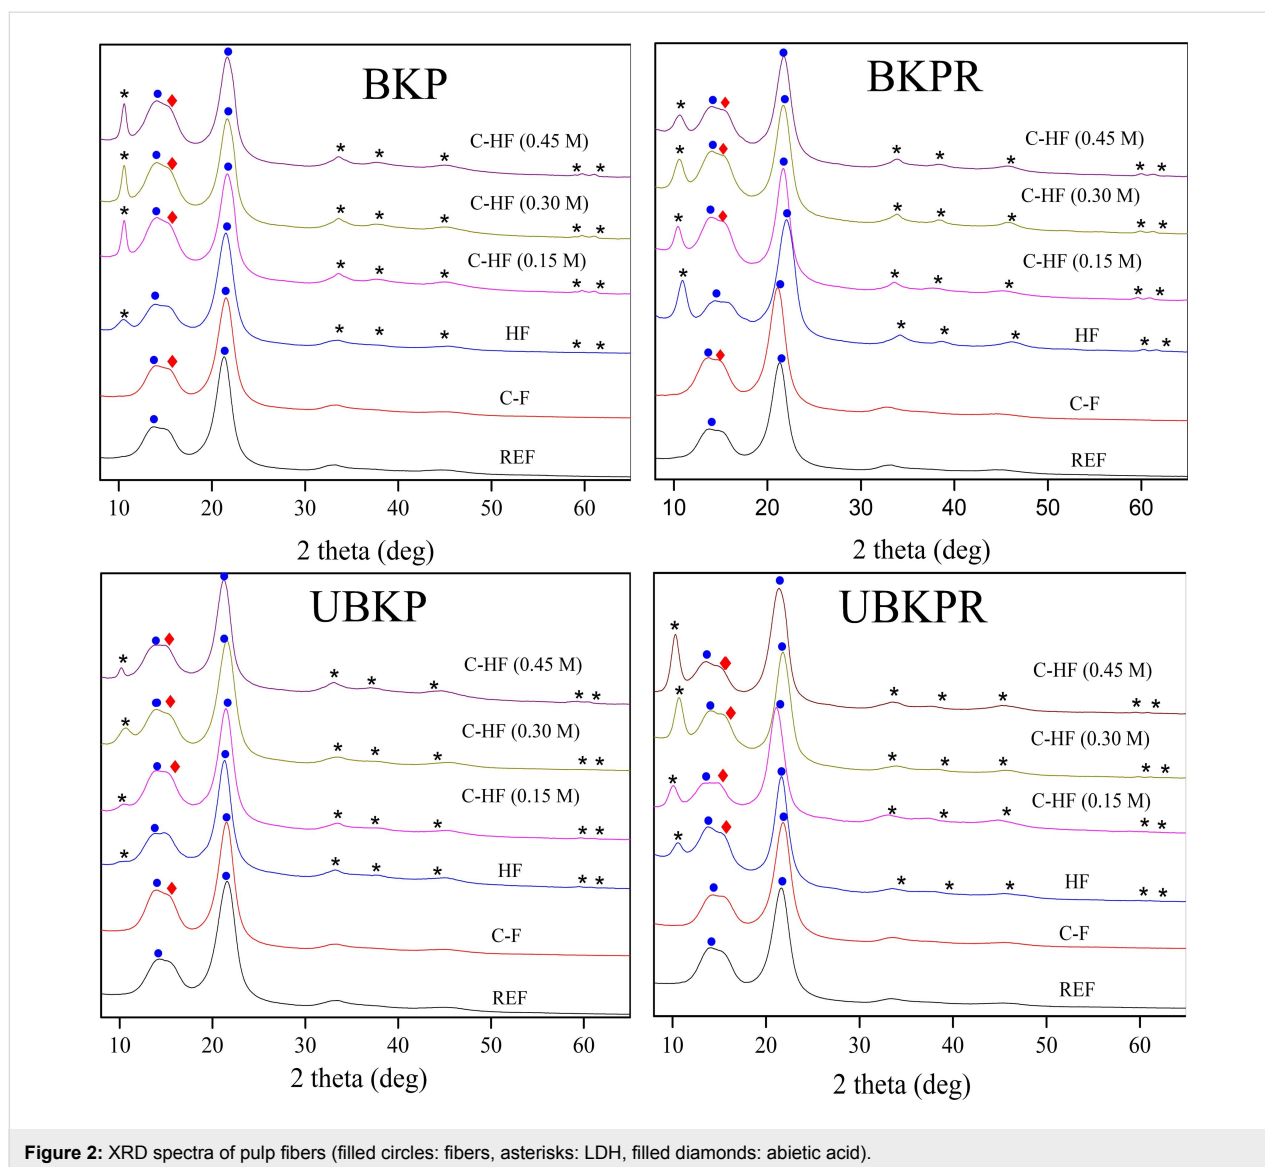 BKP
C-HF (0.45 M)
C-HF (0.30 M)
C-HF (0.15 M)
HF
C-F
REF
10 20 30 40 50 60
2 theta (deg)
BKPR
C-HF (0.45 M)
C-HF (0.30 M)
C-HF (0.15 M)
HF
C-F
REF
10 20 30 40 50 60
2 theta (deg)
UBKP
C-HF (0.45 M)
C-HF (0.30 M)
C-HF (0.15 M)
HF
C-F
REF
10 20 30 40 50 60
2 theta (deg)
UBKPR
C-HF (0.45 M)
C-HF (0.30 M)
C-HF (0.15 M)
HF
C-F
REF
10 20 30 40 50 60
2 theta (deg)
Figure 2: XRD spectra of pulp fibers (filled circles: fibers, asterisks: LDH, filled diamonds: abietic acid).